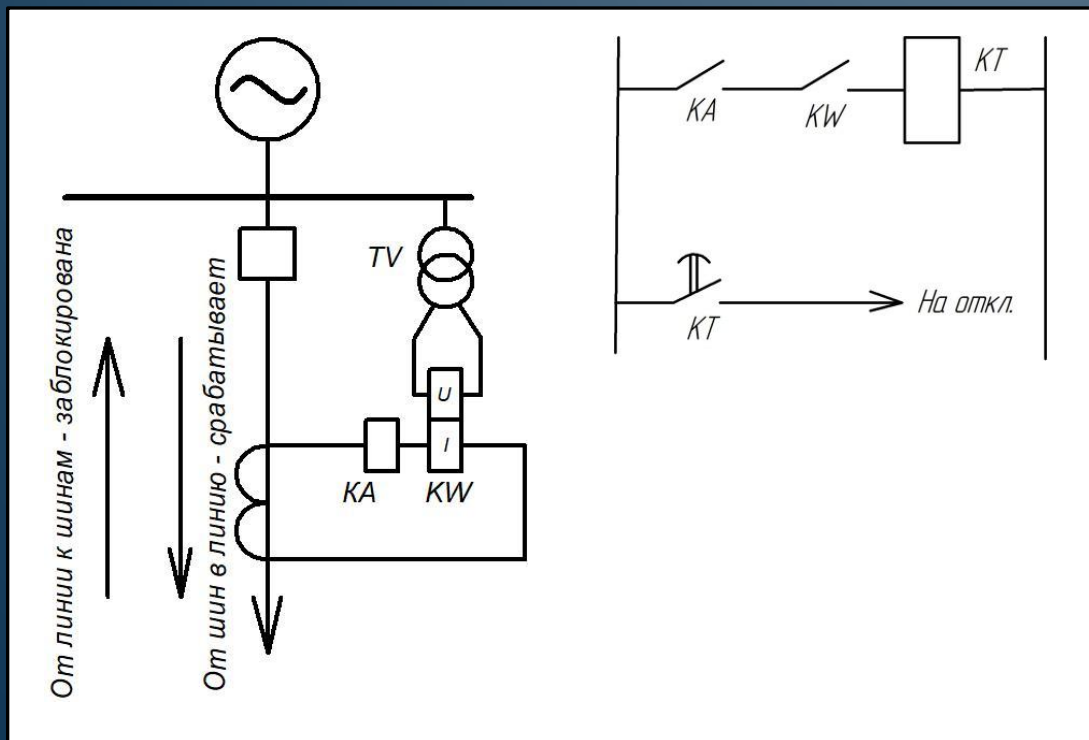 От линии к шинам - заблокирована
От шин в линию - срабатывает
TV
U
I
KA
KW
KT
KA
KW
KT
На откл.